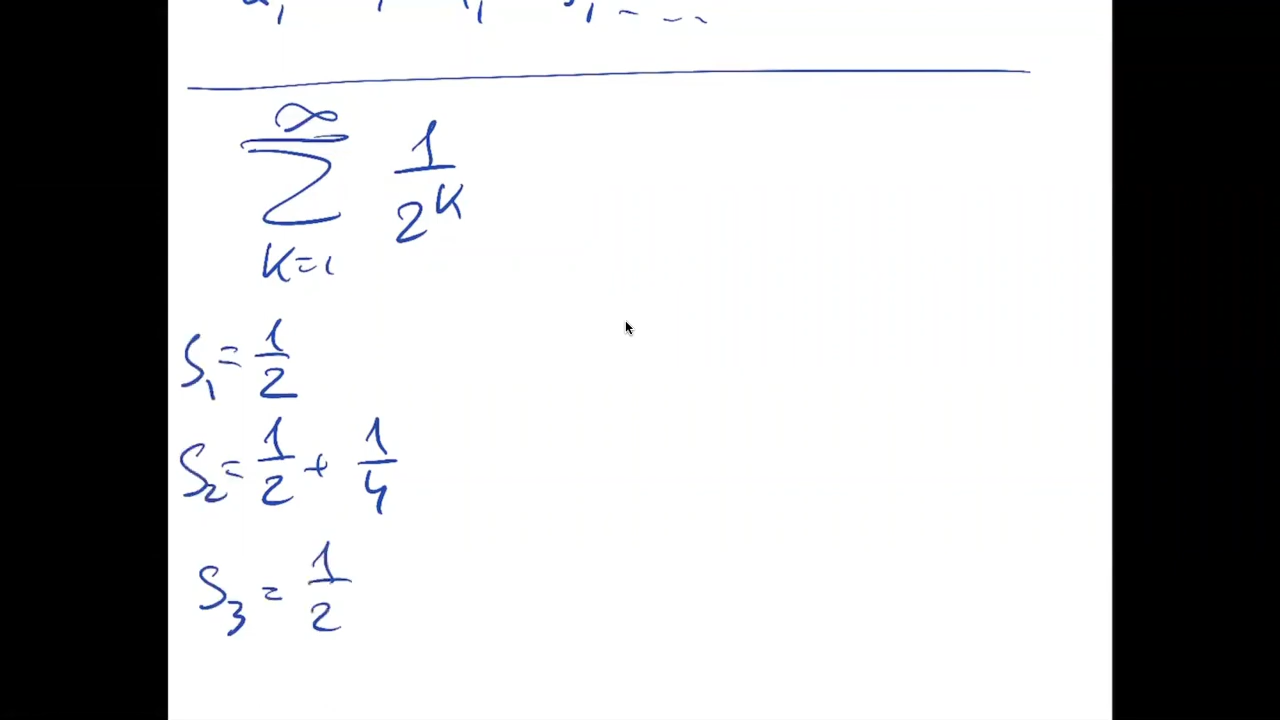 ∞
∑ 1/2^K
K=1
S₁ = 1/2
S₂ = 1/2 + 1/4
S₃ = 1/2